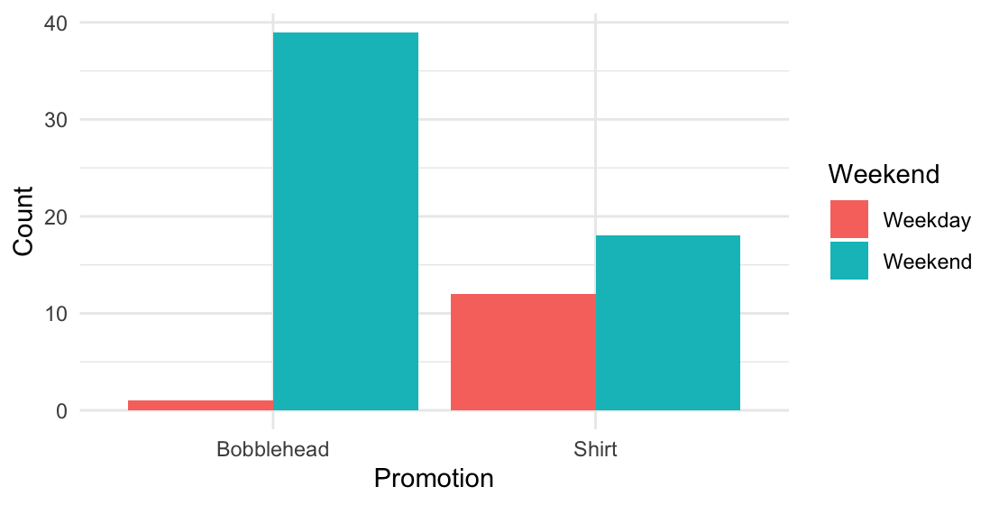 40
30
20
10
0
Count
Bobblehead
Shirt
Promotion
Weekend
Weekday
Weekend